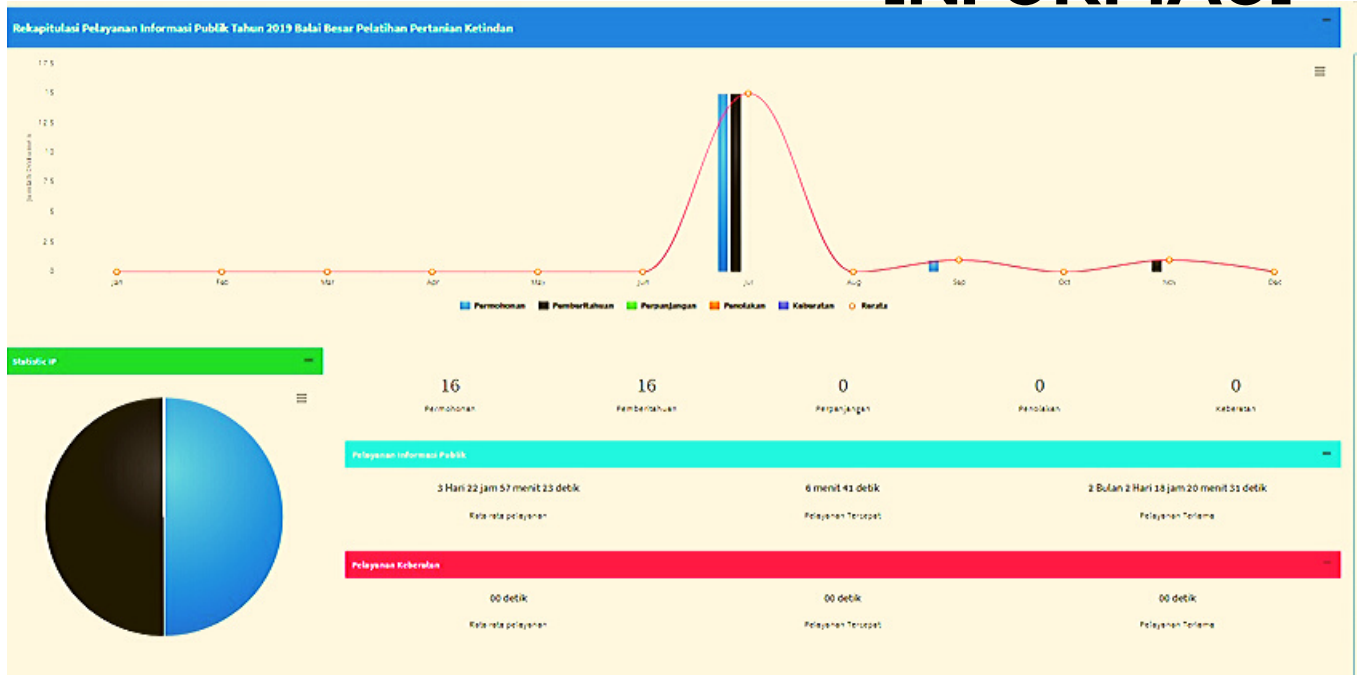 INFORMASI
Rekapitulasi Pelayanan Informasi Publik Tahun 2019 Balai Besar Pelatihan Pertanian Ketindan
17.5
15
12.5
10
7.5
5
2.5
0
Jan Feb Mar Apr May Jun Jul Aug Sep Oct Nov Dec
Permohonan Pemberitahuan Perpanjangan Penolakan Keberatan Rerata
Statistic IP
16 16 0 0 0
Permohonan Pemberitahuan Perpanjangan Penolakan Keberatan
Pelayanan Informasi Publik
3 Hari 22 jam 57 menit 23 detik 6 menit 41 detik 2 Bulan 2 Hari 18 jam 20 menit 31 detik
Rata-rata pelayanan Pelayanan Tercepat Pelayanan Terlama
Pelayanan Keberatan
00 detik 00 detik 00 detik
Rata-rata pelayanan Pelayanan Tercepat Pelayanan Terlama